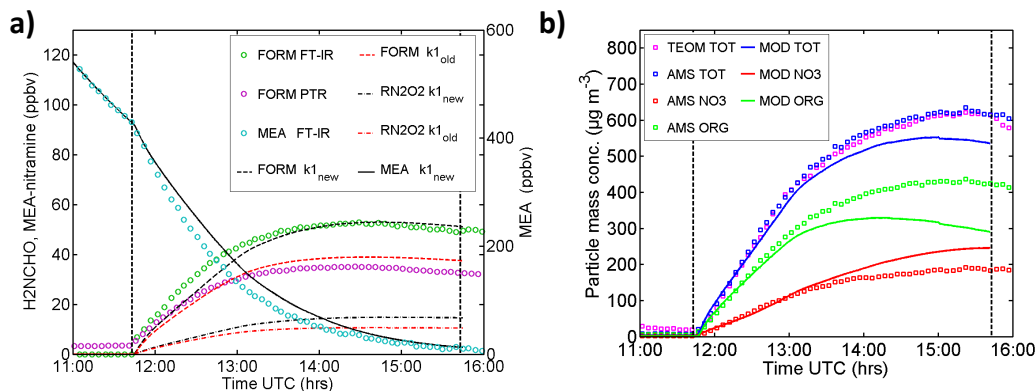 a)
H2NCHO, MEA-nitramine (ppbv)
120
100
80
60
40
20
0
11:00 12:00 13:00 14:00 15:00 16:00
Time UTC (hrs)
600
400
200
0
MEA (ppbv)
FORM FT-IR
FORM PTR
MEA FT-IR
FORM k1new
FORM k1old
RN2O2 k1new
RN2O2 k1old
MEA k1new
b)
Particle mass conc. (µg m-3)
800
700
600
500
400
300
200
100
0
11:00 12:00 13:00 14:00 15:00 16:00
Time UTC (hrs)
TEOM TOT
AMS TOT
AMS NO3
AMS ORG
MOD TOT
MOD NO3
MOD ORG